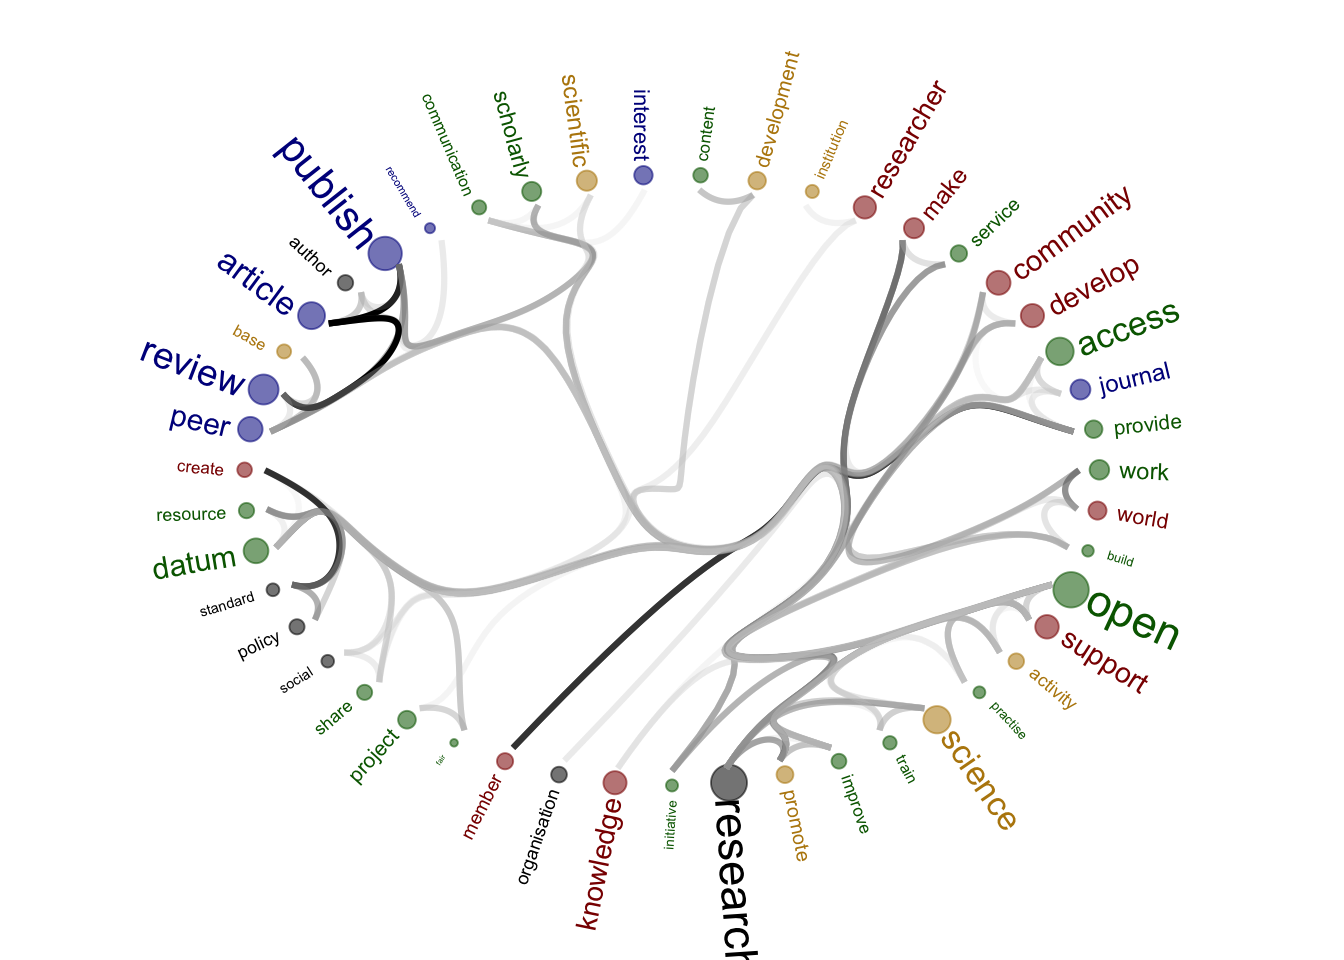 communication
scholarly
scientific
interest
content
development
institution
researcher
make
service
community
develop
access
journal
provide
work
world
build
open
support
activity
practise
science
train
improve
promote
research
initiative
knowledge
organisation
member
fair
project
share
social
policy
standard
datum
resource
create
peer
review
base
article
author
publish
recommend